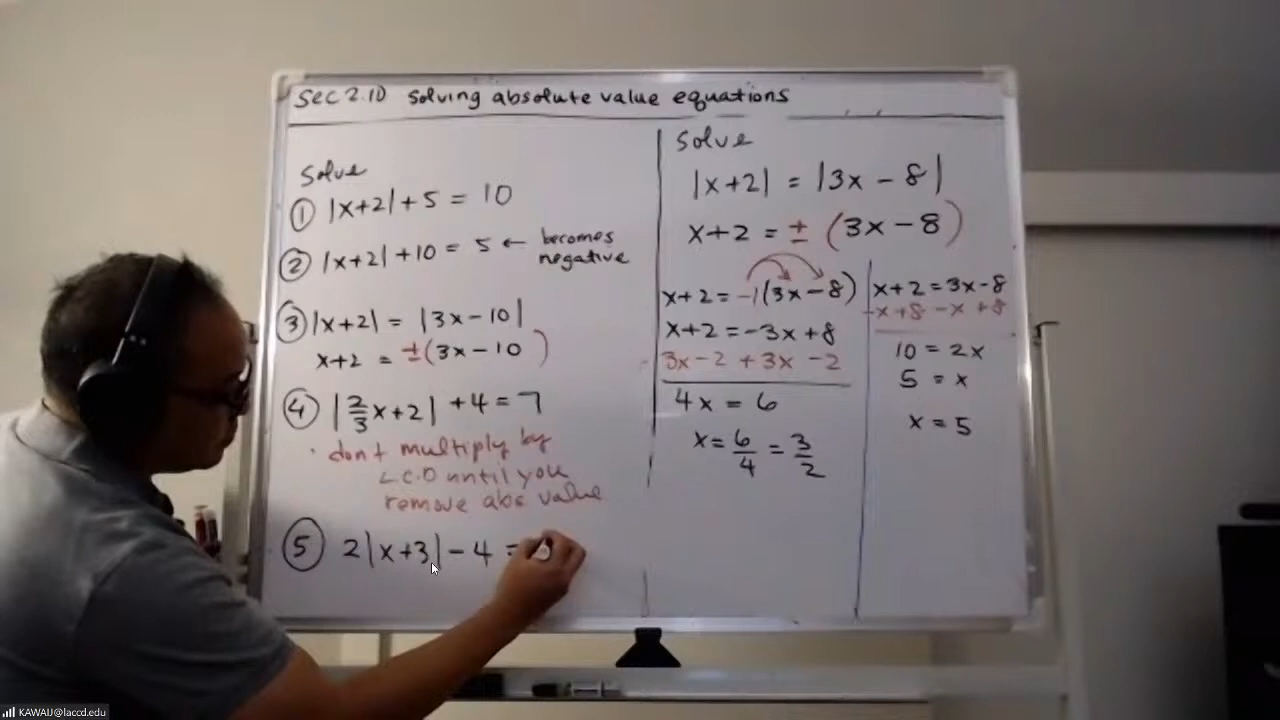 Sec 2.10 Solving absolute value equations
Solve
① |x+2| + 5 = 10
② |x+2| + 10 = 5 ← becomes
negative
③ |x+2| = |3x - 10|
x+2 = ±(3x - 10)
④ |2/3 x + 2| + 4 = 7
· don't multiply by
L.C.D until you
remove abs value
⑤ 2|x+3| - 4 =
Solve
|x+2| = |3x - 8|
x+2 = ± (3x - 8)
x+2 = -1(3x - 8)
x+2 = -3x + 8
3x - 2 + 3x - 2
4x = 6
x = 6/4 = 3/2
x + 2 = 3x - 8
-x + 8 - x + 8
10 = 2x
5 = x
x = 5
KAWAIJ@laccd.edu